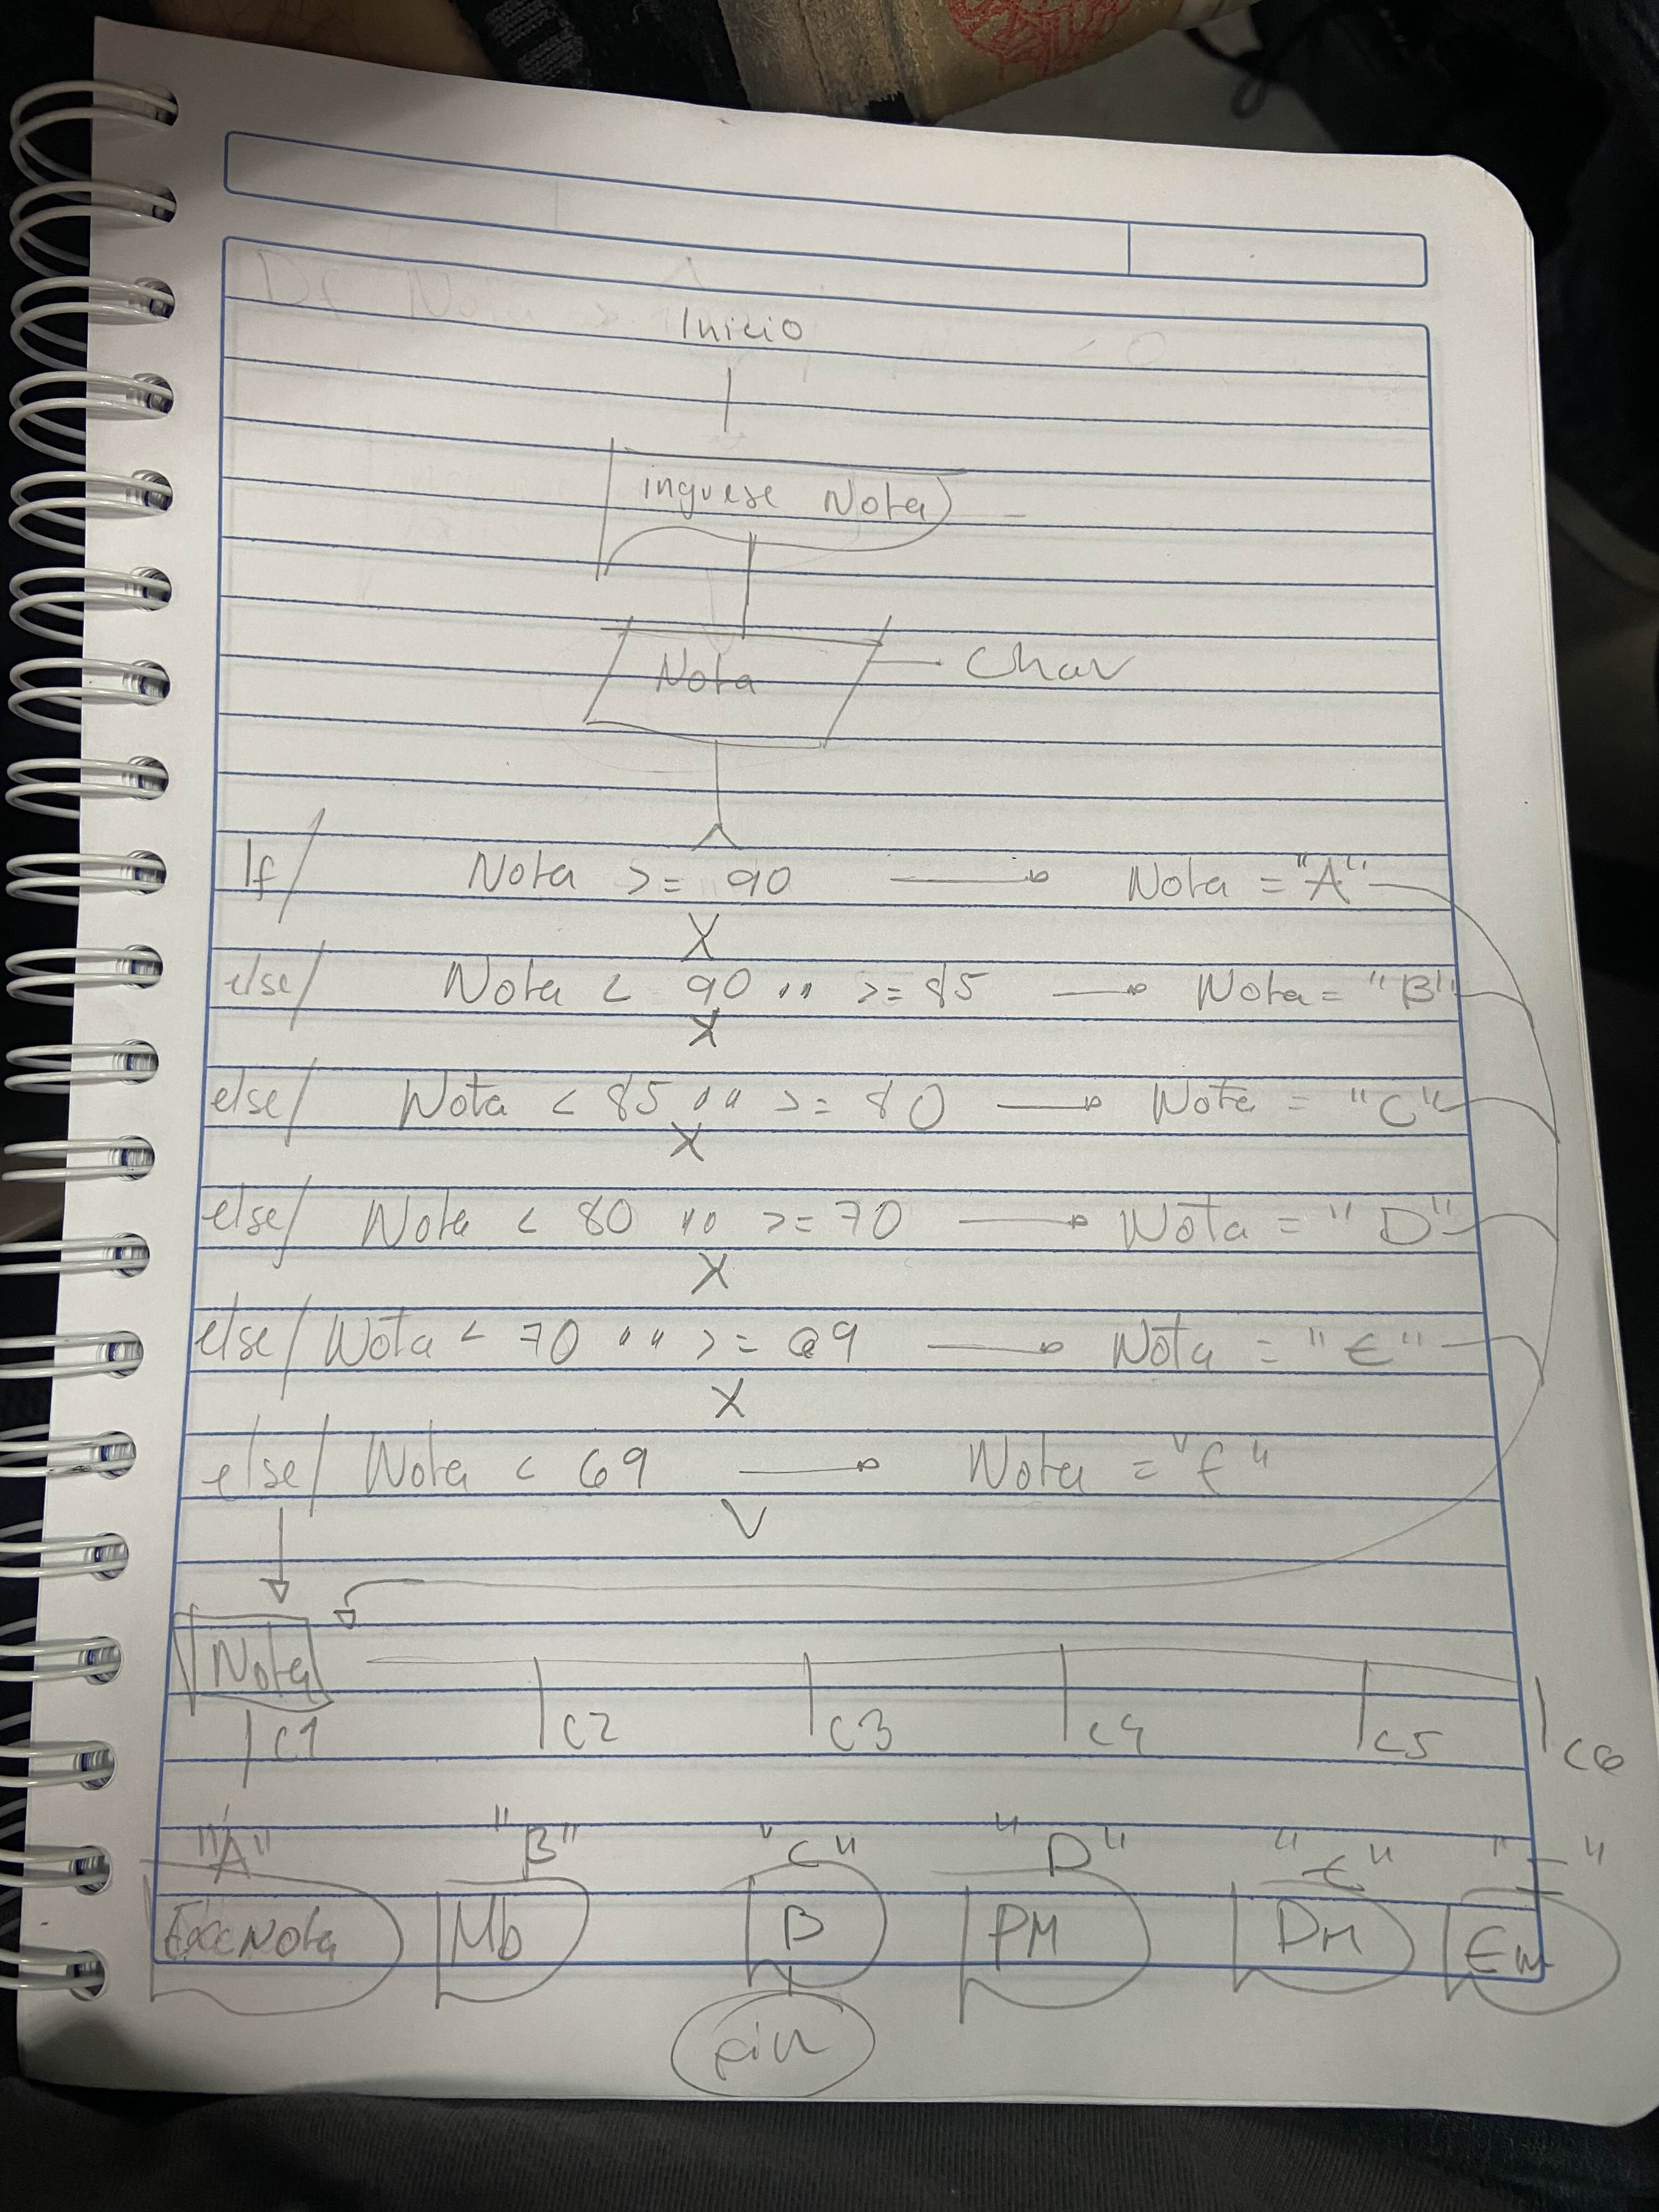 Inicio
ingrese Nota
Nota — Char
If / Nota >= 90 → Nota = "A"
X
else / Nota < 90 " " >= 85 → Nota = "B"
X
else / Nota < 85 " " >= 80 → Nota = "C"
X
else / Nota < 80 " " >= 70 → Nota = "D"
X
else / Nota < 70 " " >= 69 → Nota = "E"
X
else / Nota < 69 → Nota = "F"
V
Nota
C1 C2 C3 C4 C5 C6
"A" "B" "C" "D" "E" "F"
Exc Nota Mb B PM DM Em
Fin